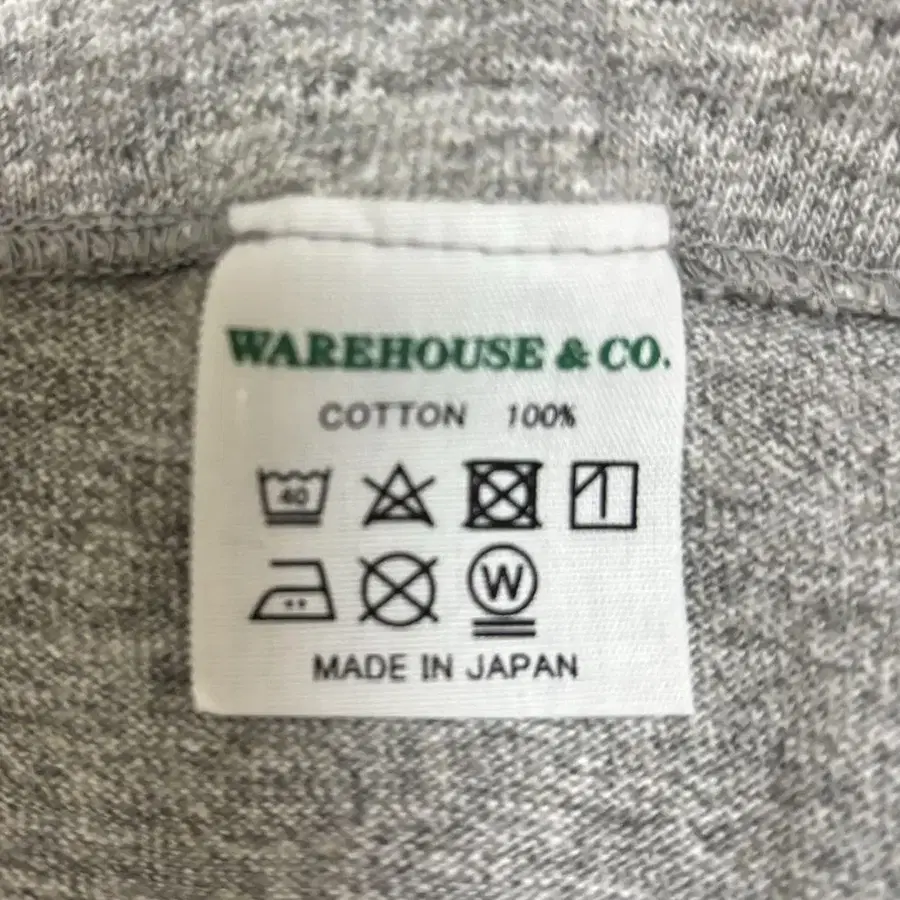 WAREHOUSE & CO.
COTTON 100%
40
W
MADE IN JAPAN